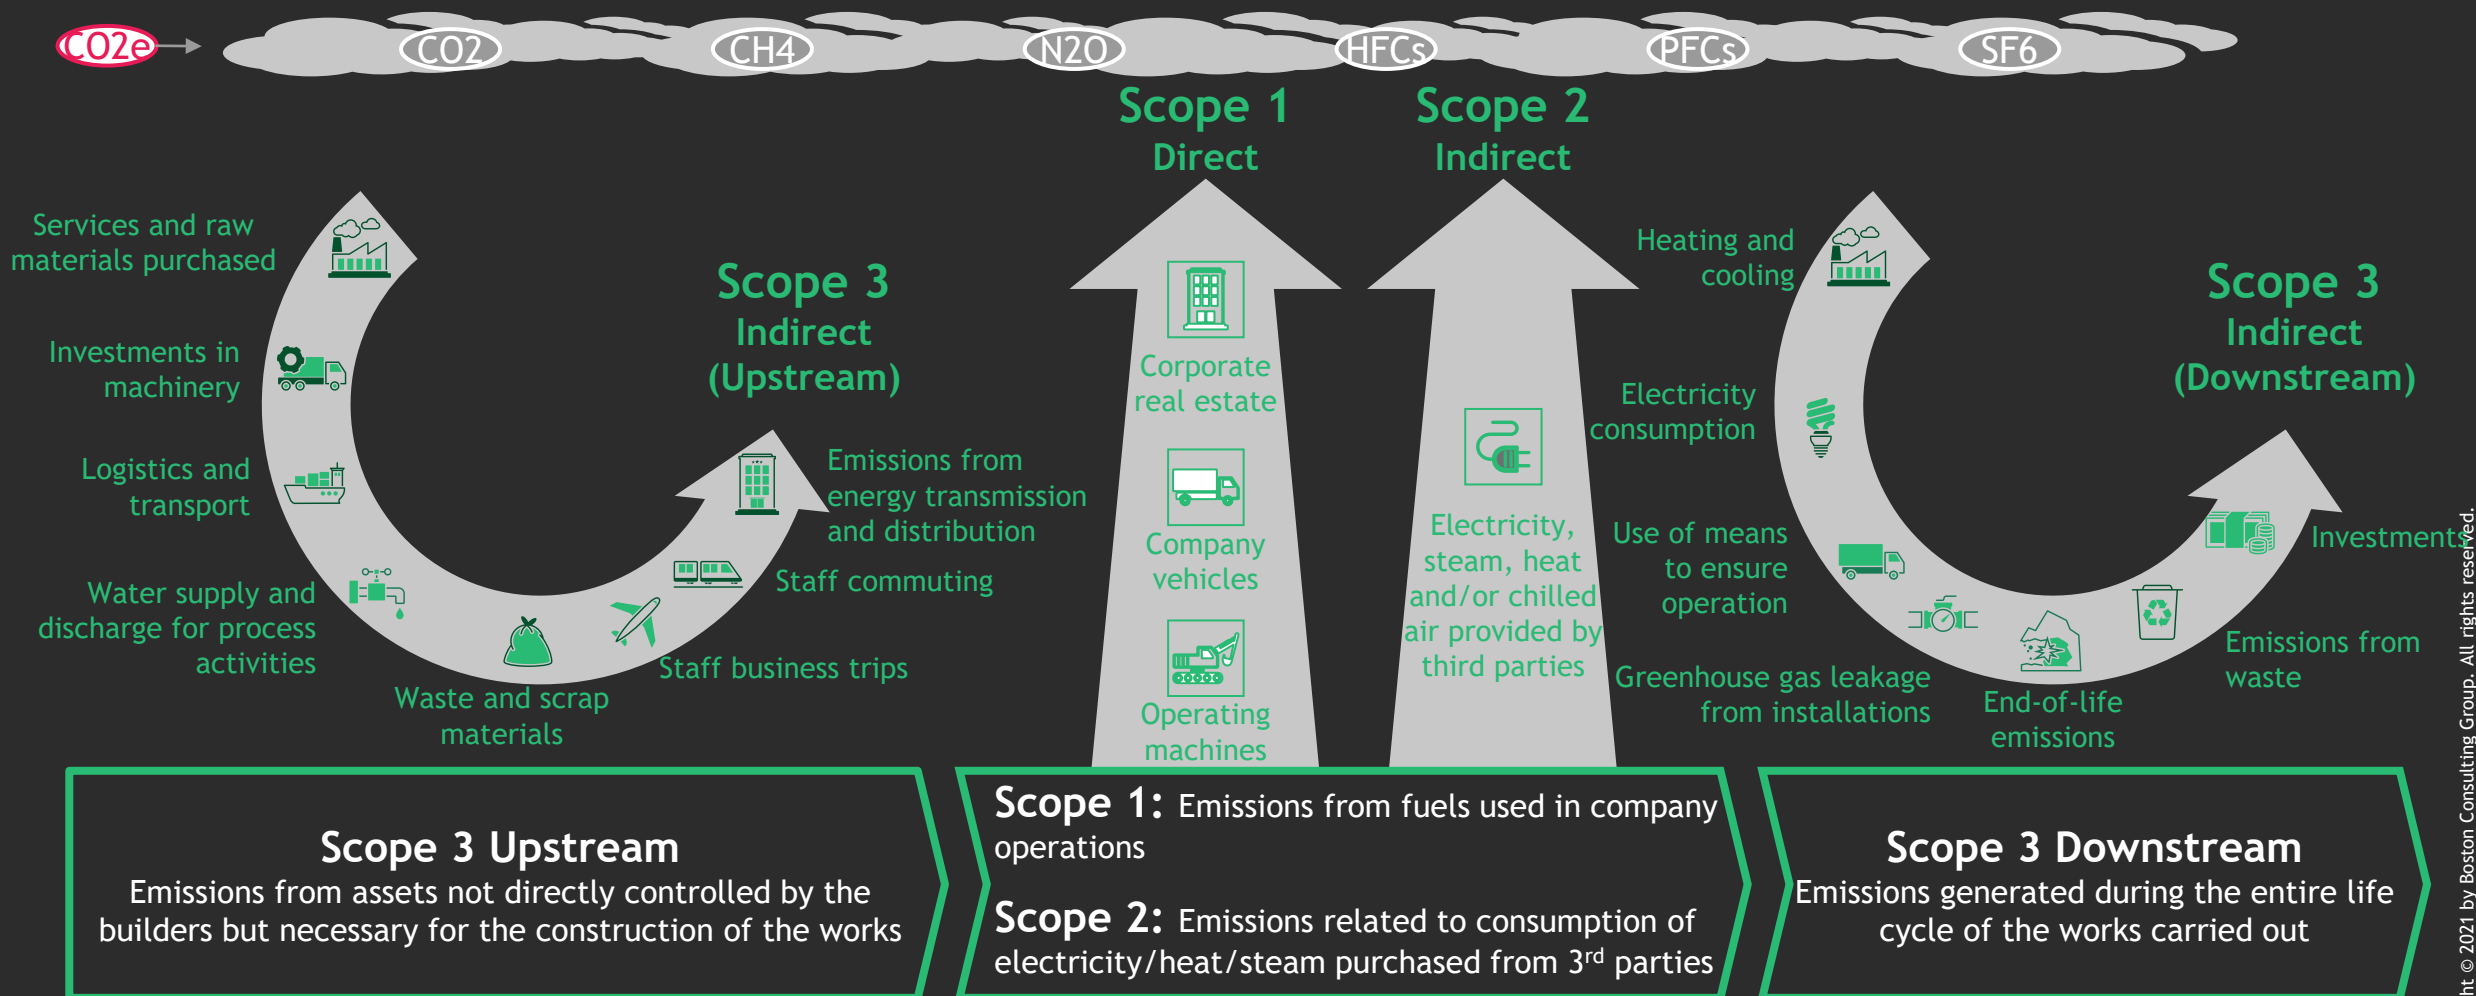 CO2e
CO2
CH4
N2O
HFCs
PFCs
SF6
Scope 1
Direct
Scope 2
Indirect
Services and raw
materials purchased
Investments in
machinery
Logistics and
transport
Water supply and
discharge for process
activities
Waste and scrap
materials
Staff business trips
Staff commuting
Emissions from
energy transmission
and distribution
Scope 3
Indirect
(Upstream)
Corporate
real estate
Company
vehicles
Operating
machines
Electricity,
steam, heat
and/or chilled
air provided by
third parties
Heating and
cooling
Electricity
consumption
Use of means
to ensure
operation
Greenhouse gas leakage
from installations
End-of-life
emissions
Emissions from
waste
Investments
Scope 3
Indirect
(Downstream)
Scope 3 Upstream
Emissions from assets not directly controlled by the
builders but necessary for the construction of the works
Scope 1: Emissions from fuels used in company
operations
Scope 2: Emissions related to consumption of
electricity/heat/steam purchased from 3rd parties
Scope 3 Downstream
Emissions generated during the entire life
cycle of the works carried out
ht © 2021 by Boston Consulting Group. All rights reserved.